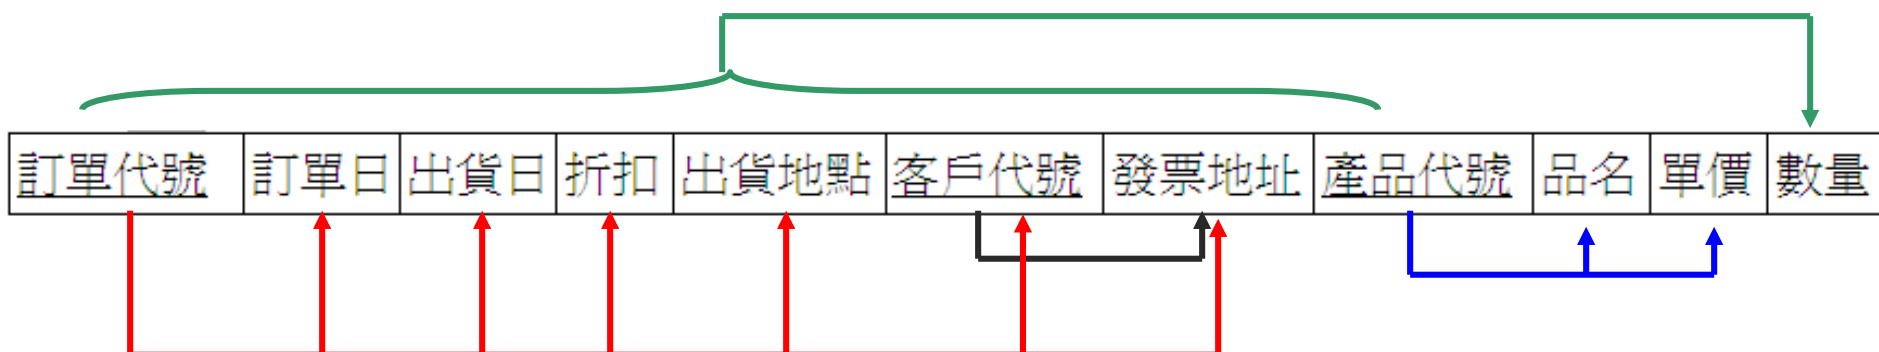 訂單代號 訂單日 出貨日 折扣 出貨地點 客戶代號 發票地址 產品代號 品名 單價 數量